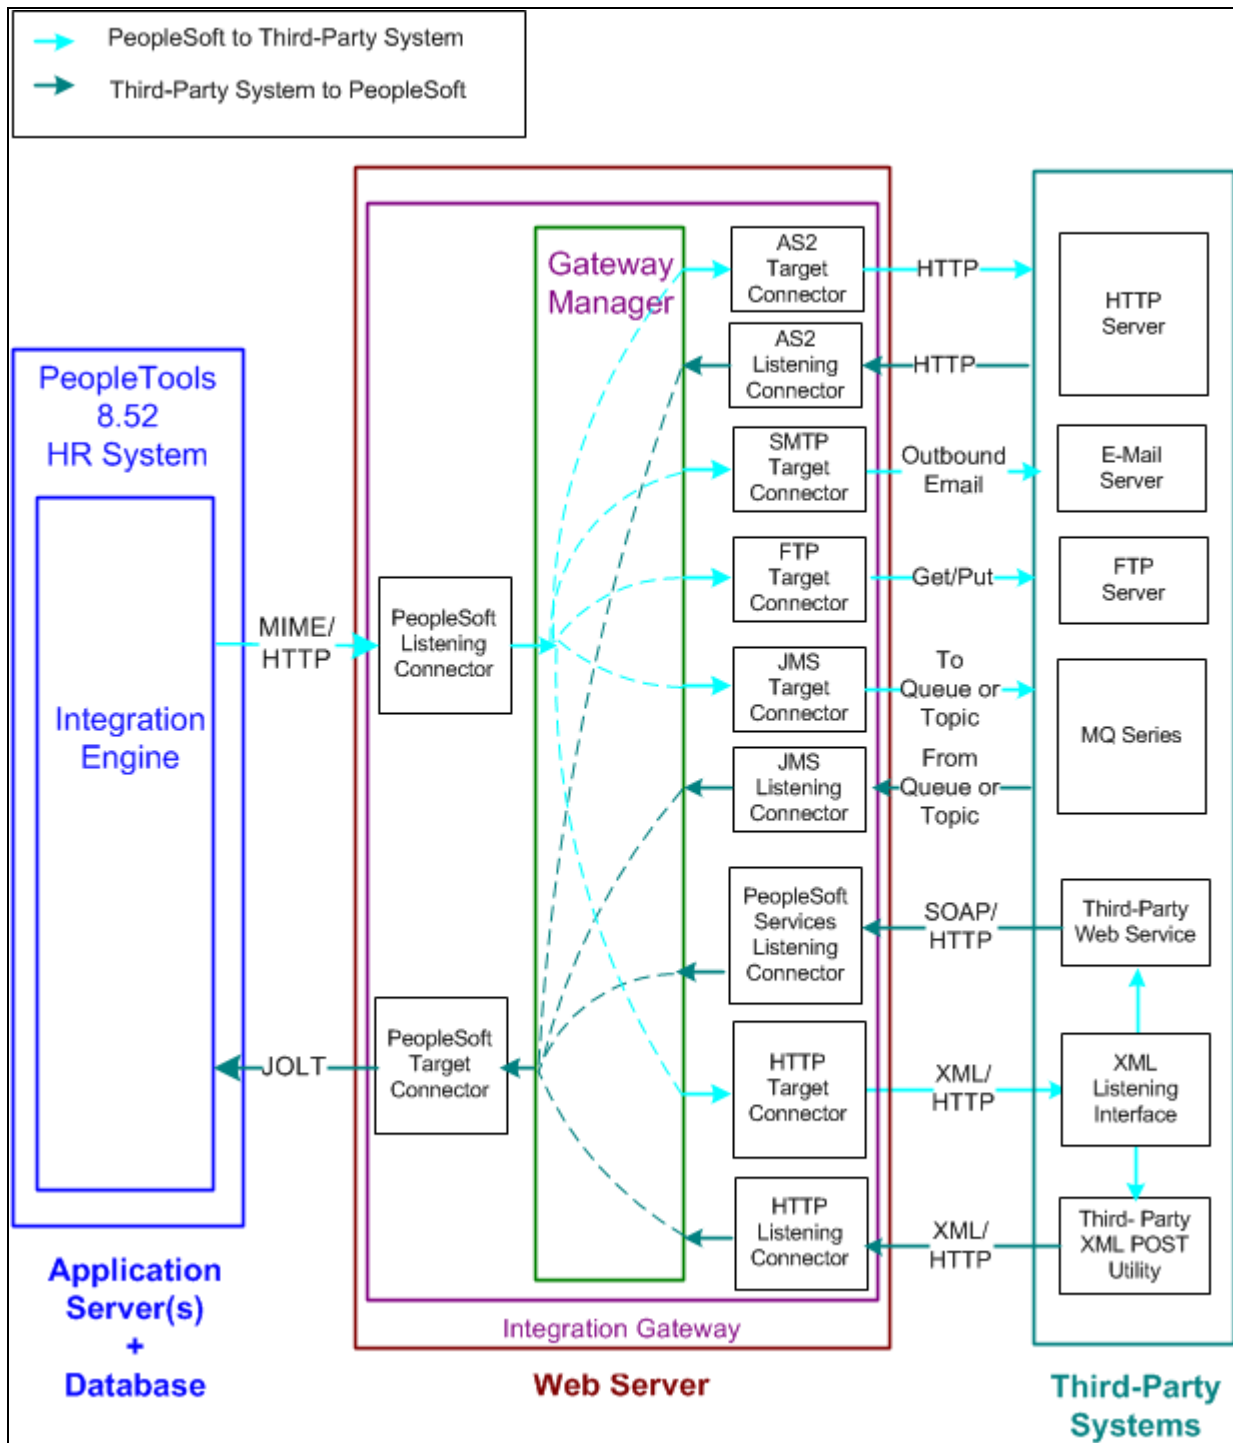 PeopleSoft to Third-Party System
Third-Party System to PeopleSoft
PeopleTools
8.52
HR System
Integration
Engine
Application
Server(s)
+
Database
MIME/
HTTP
JOLT
PeopleSoft
Listening
Connector
PeopleSoft
Target
Connector
Gateway
Manager
AS2
Target
Connector
AS2
Listening
Connector
SMTP
Target
Connector
FTP
Target
Connector
JMS
Target
Connector
JMS
Listening
Connector
PeopleSoft
Services
Listening
Connector
HTTP
Target
Connector
HTTP
Listening
Connector
Integration Gateway
Web Server
HTTP
HTTP
Outbound
Email
Get/Put
To
Queue or
Topic
From
Queue or
Topic
SOAP/
HTTP
XML/
HTTP
XML/
HTTP
HTTP
Server
E-Mail
Server
FTP
Server
MQ Series
Third-Party
Web Service
XML
Listening
Interface
Third- Party
XML POST
Utility
Third-Party
Systems